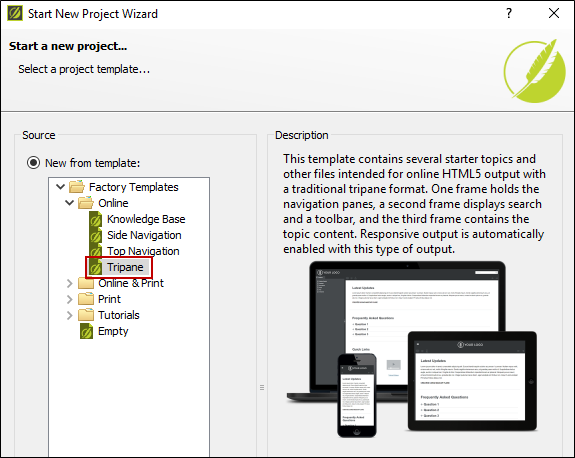 Start New Project Wizard
?
Start a new project...
Select a project template...
Source
Description
New from template:
Factory Templates
Online
Knowledge Base
Side Navigation
Top Navigation
Tripane
Online & Print
Print
Tutorials
Empty
This template contains several starter topics and
other files intended for online HTML5 output with
a traditional tripane format. One frame holds the
navigation panes, a second frame displays search
and a toolbar, and the third frame contains the
topic content. Responsive output is automatically
enabled with this type of output.
YOUR LOGO
Latest Updates
Frequently Asked Questions
Question 1
Question 2
Question 3
Quick Links
YOUR LOGO
Latest Updates
Frequently Asked Questions
Question 1
Question 2
Question 3
Latest Updates